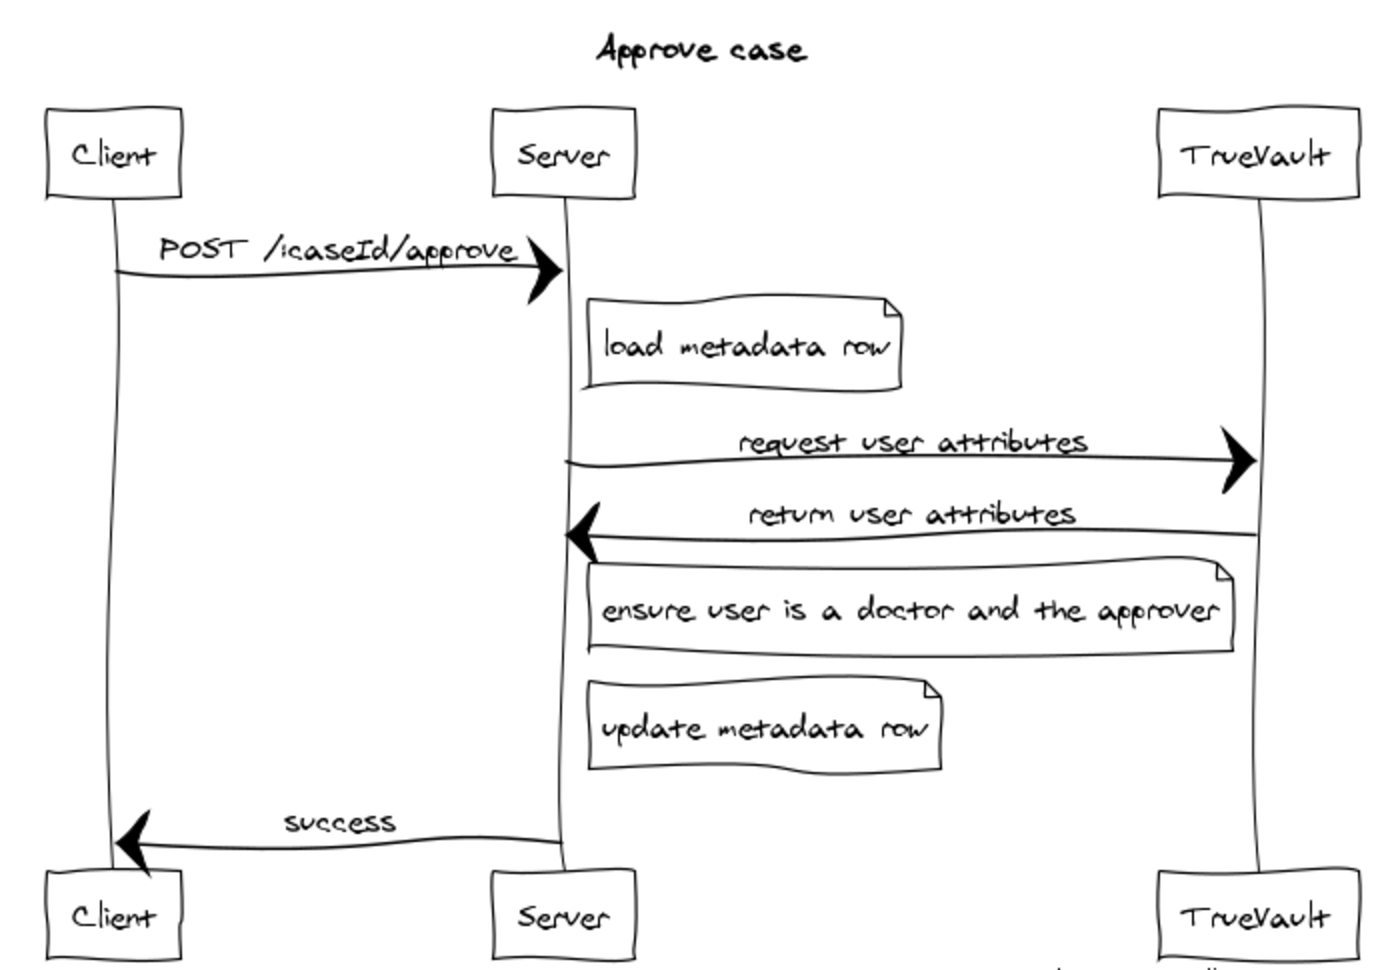 Approve case
Client
Server
TrueVault
POST /:caseId/approve
load metadata row
request user attributes
return user attributes
ensure user is a doctor and the approver
update metadata row
success
Client
Server
TrueVault